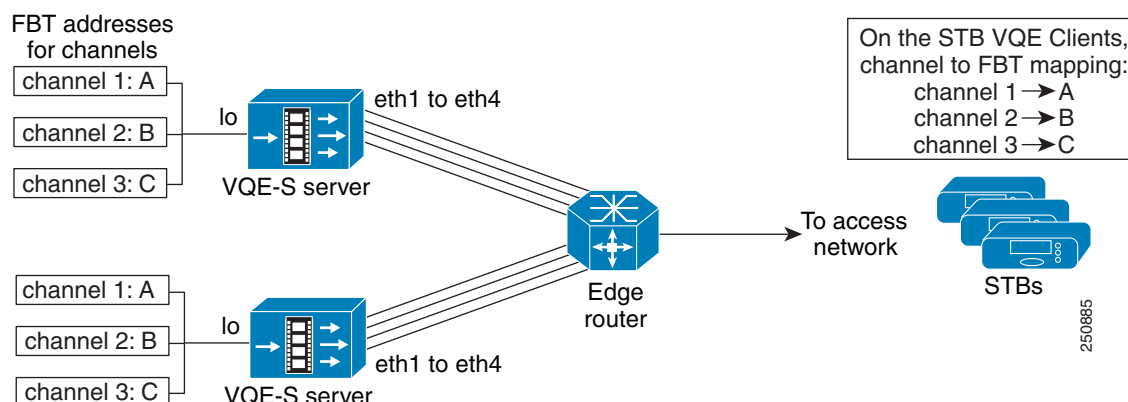 FBT addresses
for channels
channel 1: A
channel 2: B
channel 3: C
lo
eth1 to eth4
VQE-S server
channel 1: A
channel 2: B
channel 3: C
lo
eth1 to eth4
VQE-S server
Edge
router
To access
network
On the STB VQE Clients,
channel to FBT mapping:
channel 1 → A
channel 2 → B
channel 3 → C
STBs
250885